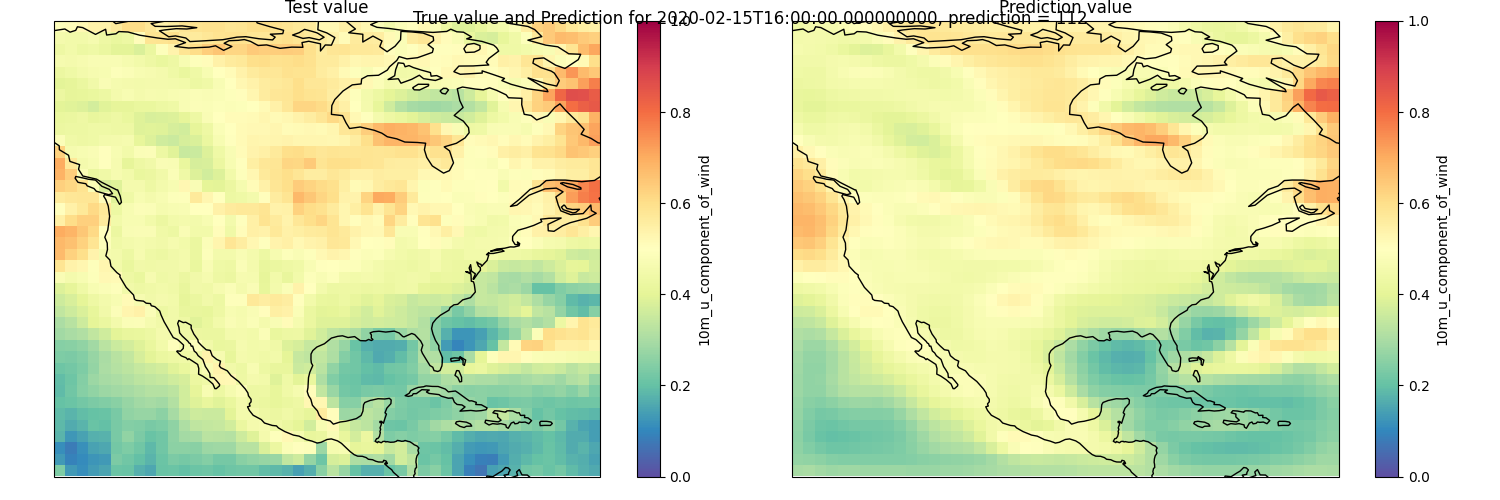 Test value
True value and Prediction for 2020-02-15T16:00:00.000000000, prediction = 112
Prediction value
1.0
0.8
0.6
0.4
0.2
0.0
10m_u_component_of_wind
1.0
0.8
0.6
0.4
0.2
0.0
10m_u_component_of_wind